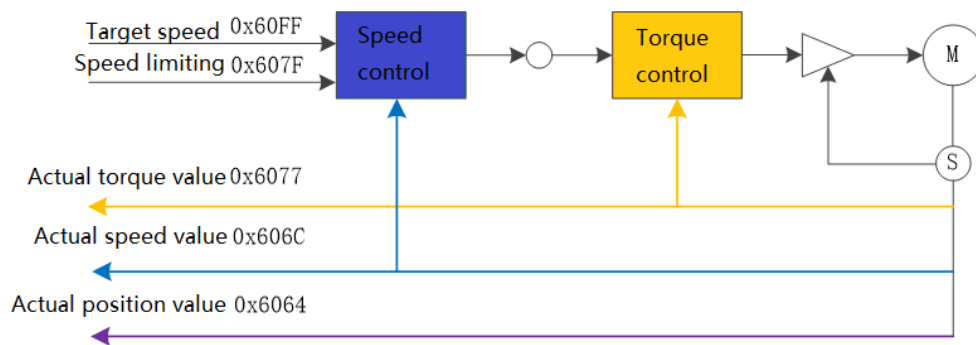 Target speed 0x60FF
Speed limiting 0x607F
Speed
control
Torque
control
M
S
Actual torque value 0x6077
Actual speed value 0x606C
Actual position value 0x6064